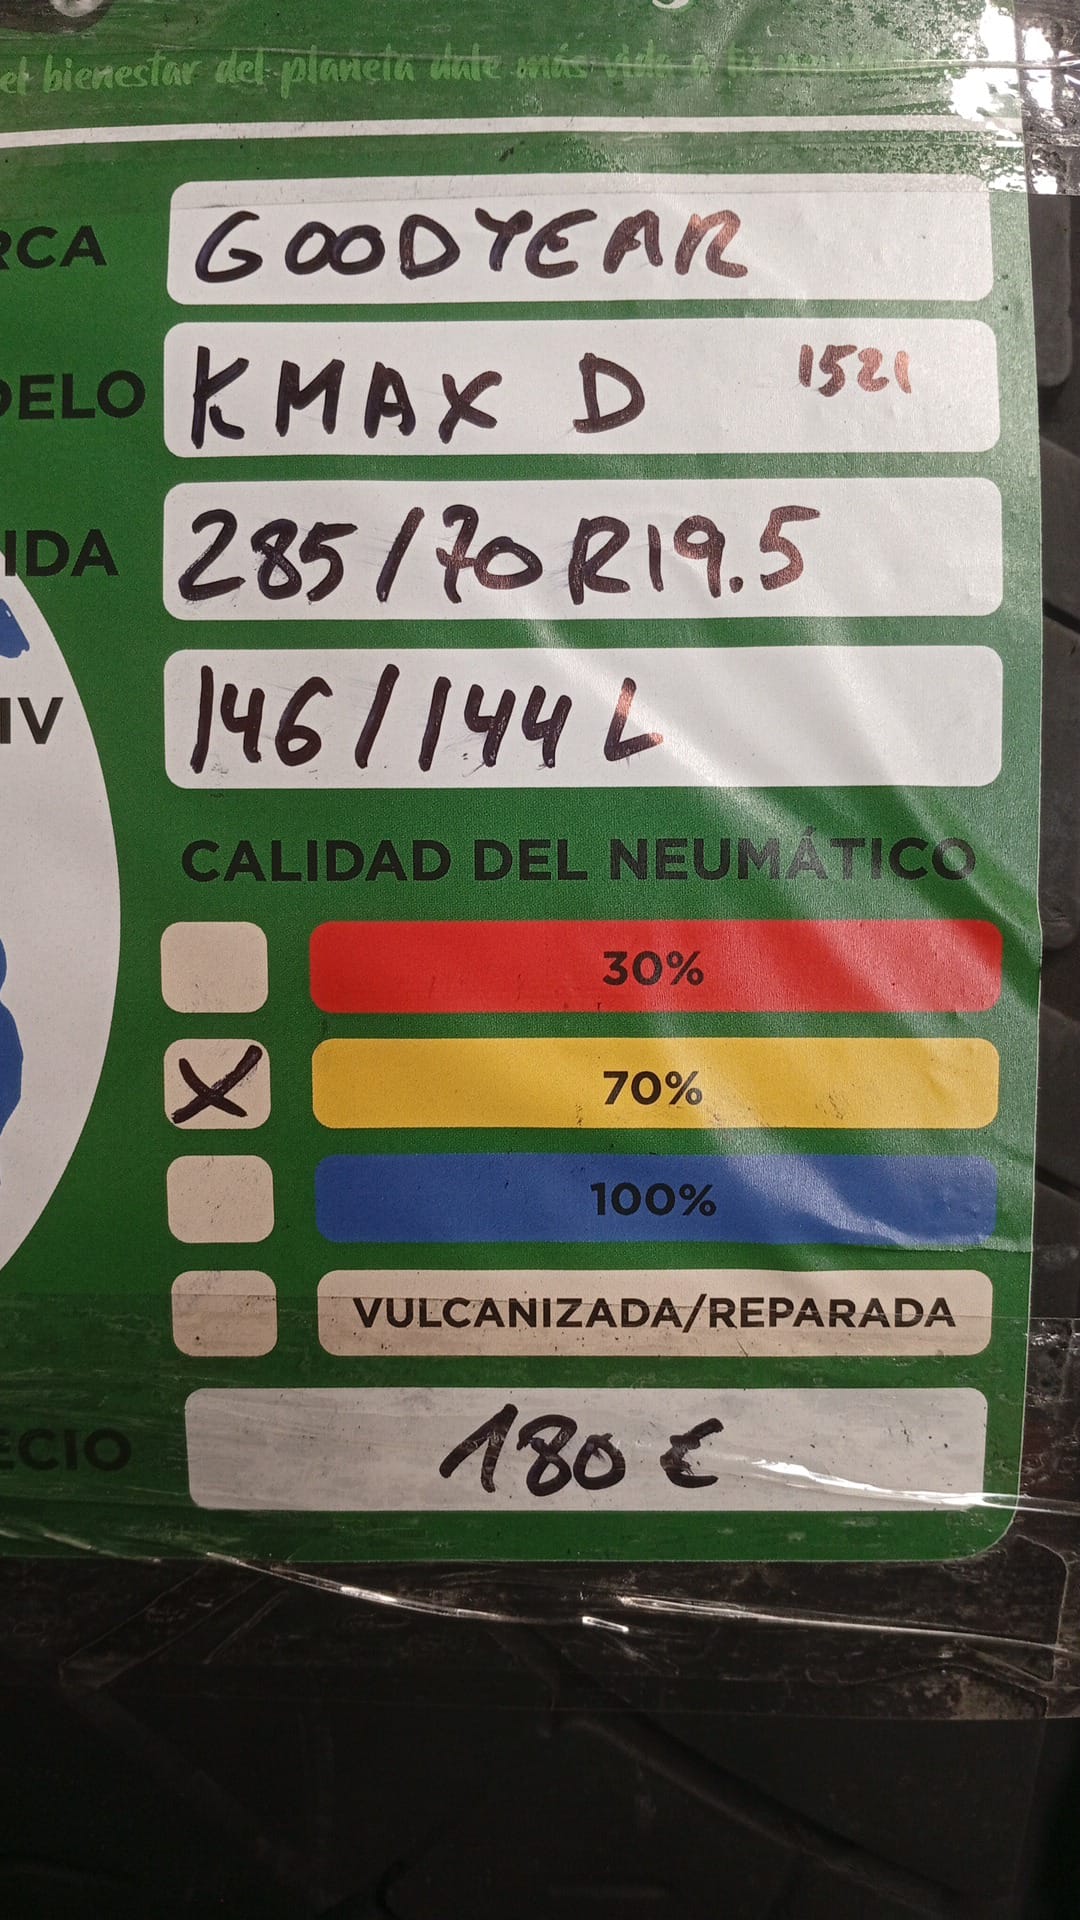 el bienestar del planeta dale más vida a tu
RCA GOODYEAR
DELO KMAX D 1521
IDA 285/70 R19.5
IV 146/144 L
CALIDAD DEL NEUMÁTICO
30%
X 70%
100%
VULCANIZADA/REPARADA
ECIO 180 €